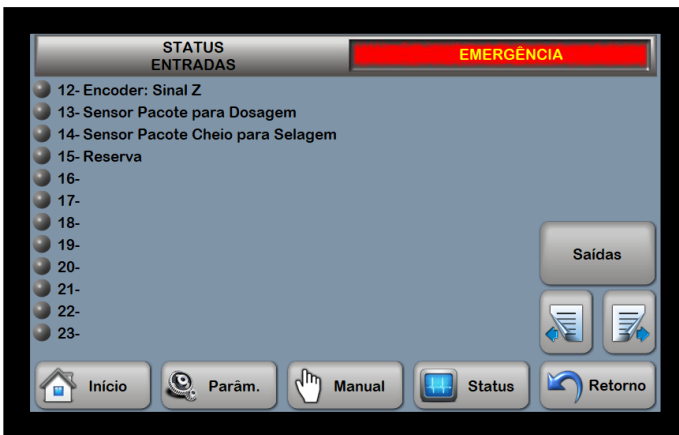 STATUS
ENTRADAS
EMERGÊNCIA
12- Encoder: Sinal Z
13- Sensor Pacote para Dosagem
14- Sensor Pacote Cheio para Selagem
15- Reserva
16-
17-
18-
19-
20-
21-
22-
23-
Saídas
Início
Parâm.
Manual
Status
Retorno